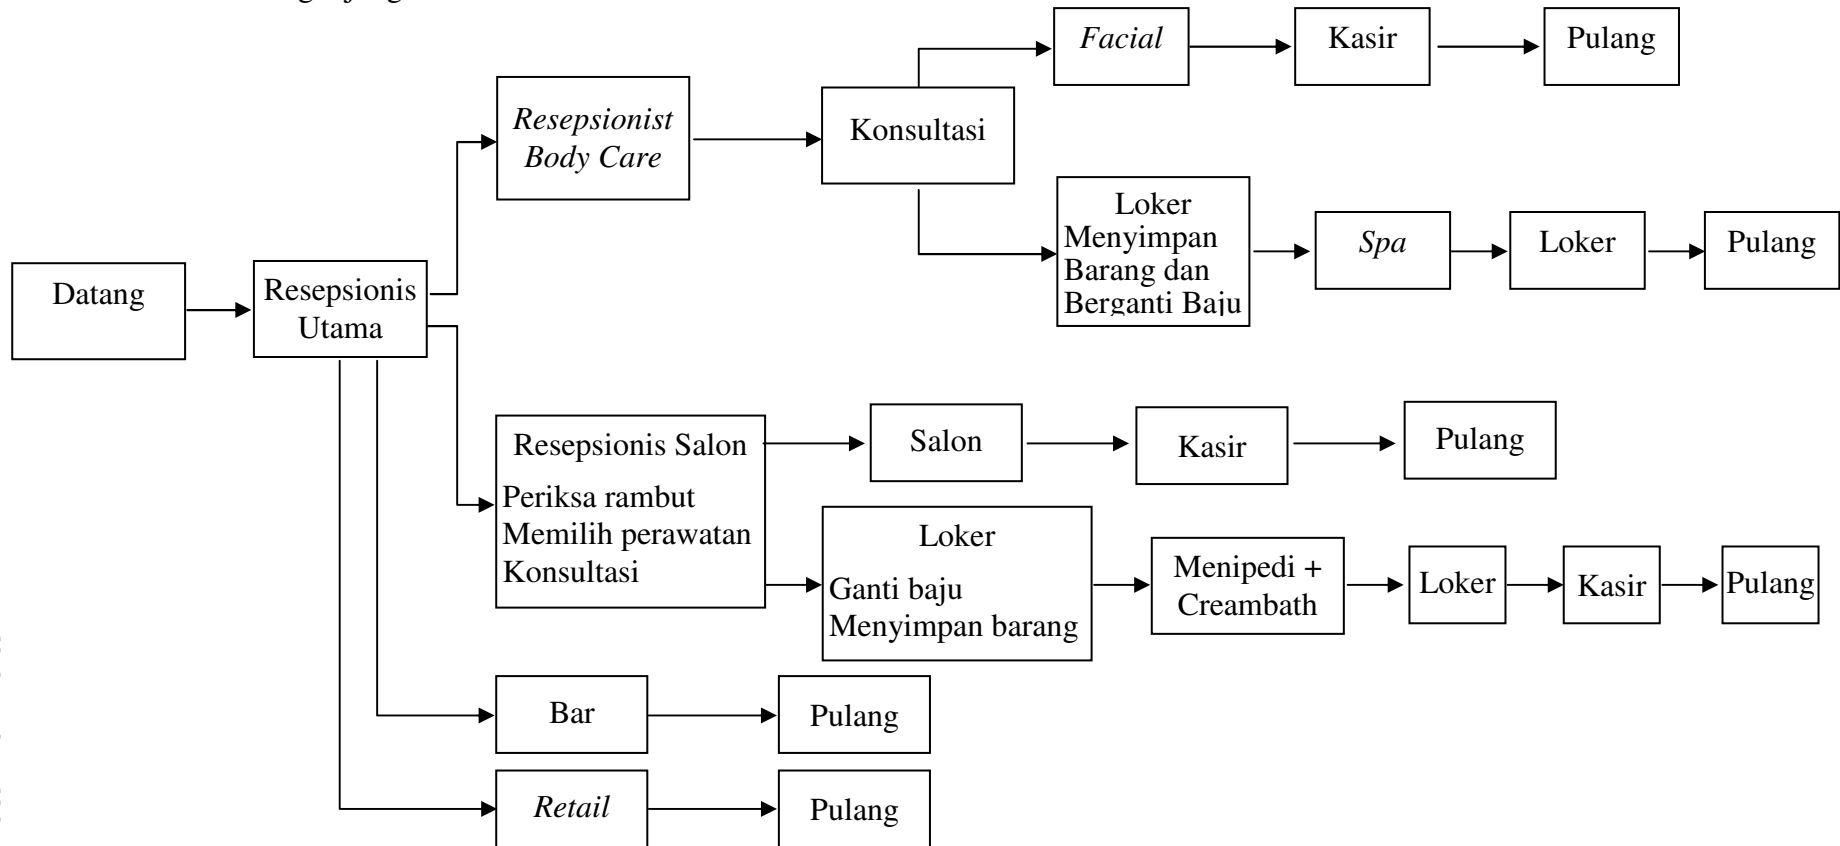 Facial
Kasir
Pulang
Resepsionist
Body Care
Konsultasi
Loker
Menyimpan
Barang dan
Berganti Baju
Spa
Loker
Pulang
Datang
Resepsionis
Utama
Resepsionis Salon
Periksa rambut
Memilih perawatan
Konsultasi
Salon
Kasir
Pulang
Loker
Ganti baju
Menyimpan barang
Menipedi +
Creambath
Loker
Kasir
Pulang
Bar
Pulang
Retail
Pulang